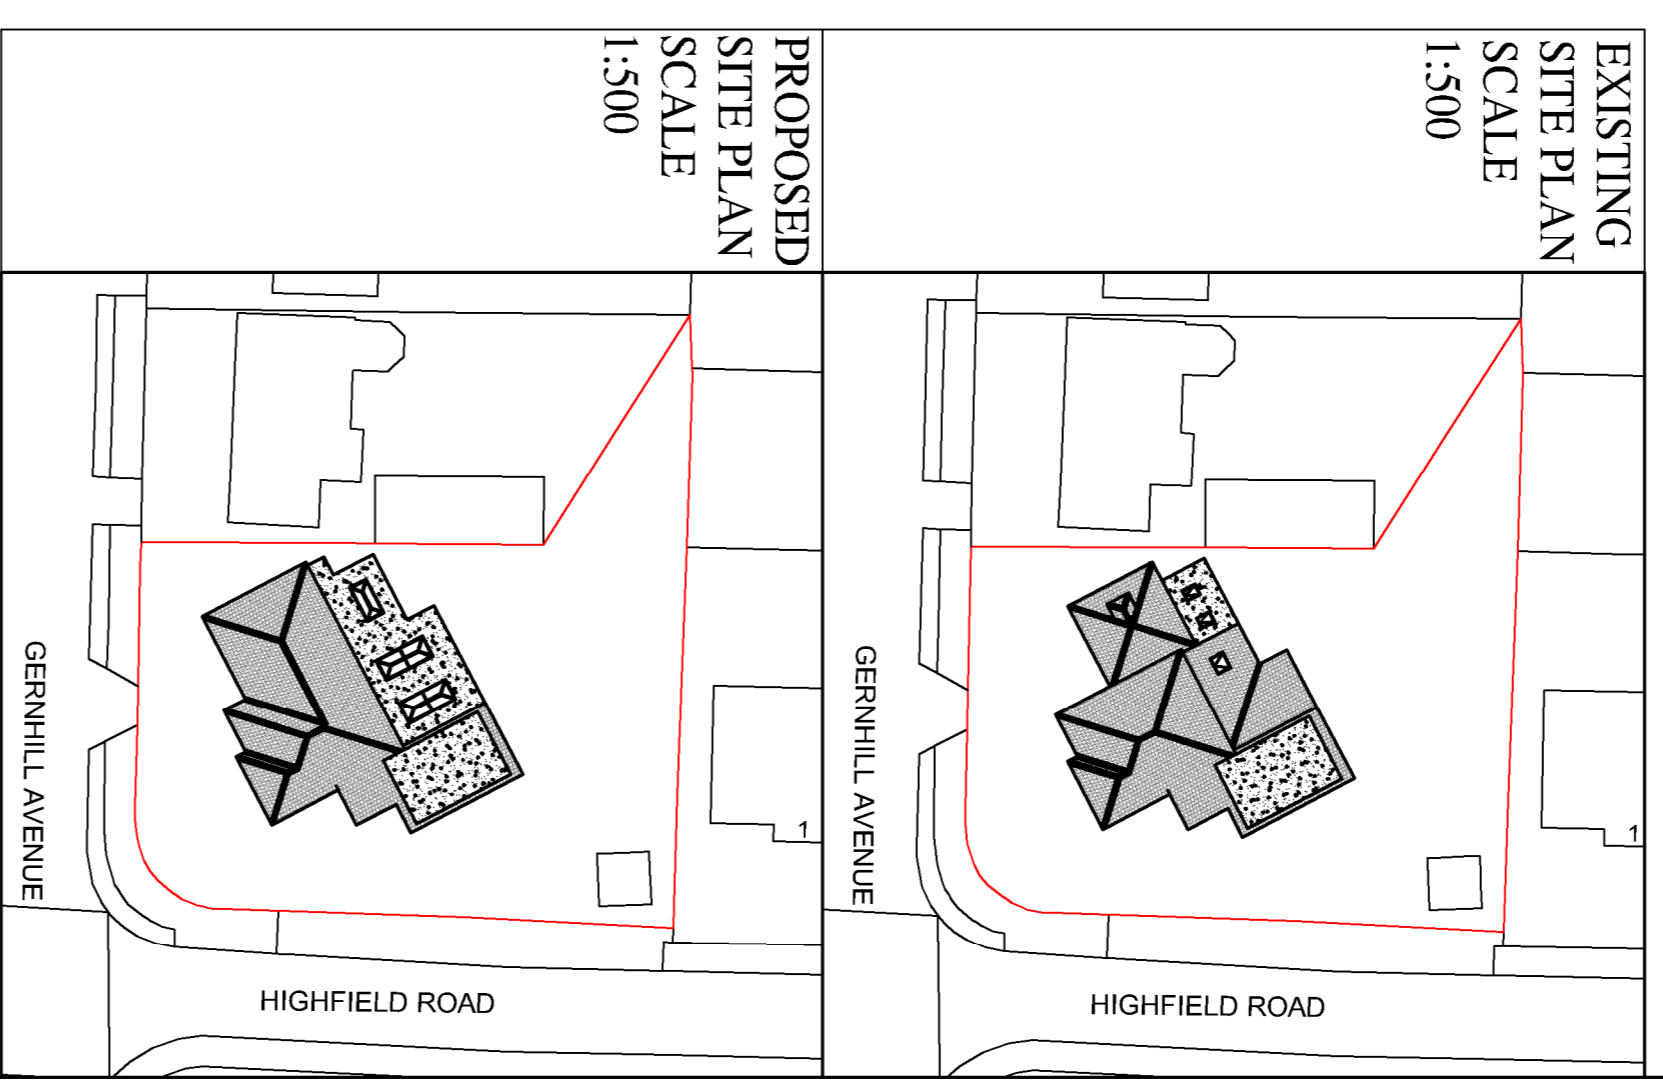 EXISTING
SITE PLAN
SCALE
1:500
1
GERNHILL AVENUE
HIGHFIELD ROAD
PROPOSED
SITE PLAN
SCALE
1:500
1
GERNHILL AVENUE
HIGHFIELD ROAD